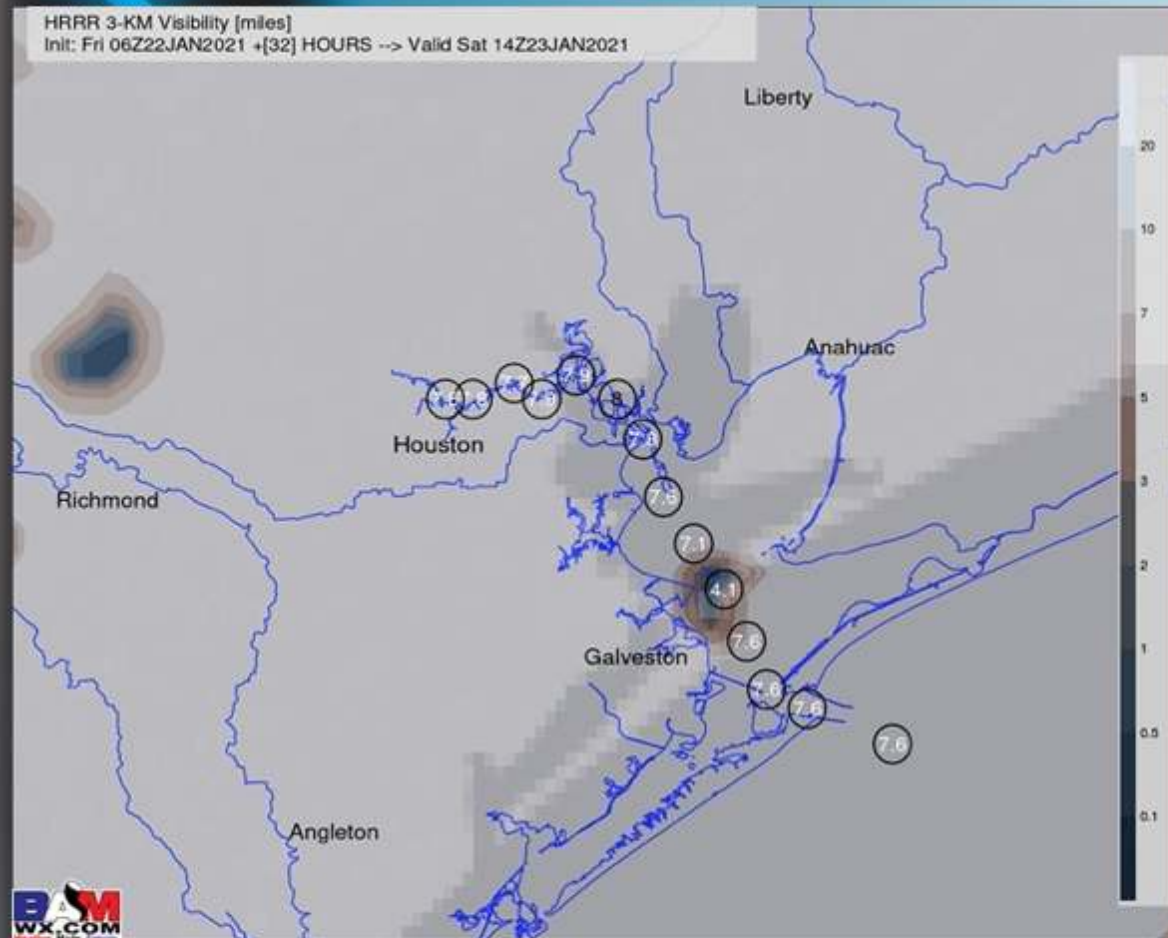 HRRR 3-KM Visibility [miles]
Init: Fri 06Z22JAN2021 +[32] HOURS --> Valid Sat 14Z23JAN2021
Liberty
20
10
7
Anahuac
5
8
Houston
3
Richmond
7.6
7.1
2
4.1
1
7.6
Galveston
7.6
7.6
0.5
7.6
0.1
Angleton
BAM
WX.COM